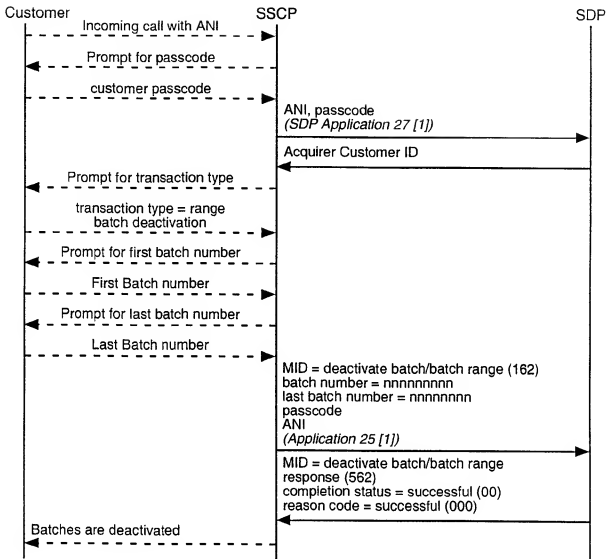 Customer
SSCP
SDP
Incoming call with ANI
Prompt for passcode
customer passcode
ANI, passcode
(SDP Application 27 [1])
Acquirer Customer ID
Prompt for transaction type
transaction type = range
batch deactivation
Prompt for first batch number
First Batch number
Prompt for last batch number
Last Batch number
MID = deactivate batch/batch range (162)
batch number = nnnnnnnnn
last batch number = nnnnnnnn
passcode
ANI
(Application 25 [1])
MID = deactivate batch/batch range
response (562)
completion status = successful (00)
reason code = successful (000)
Batches are deactivated